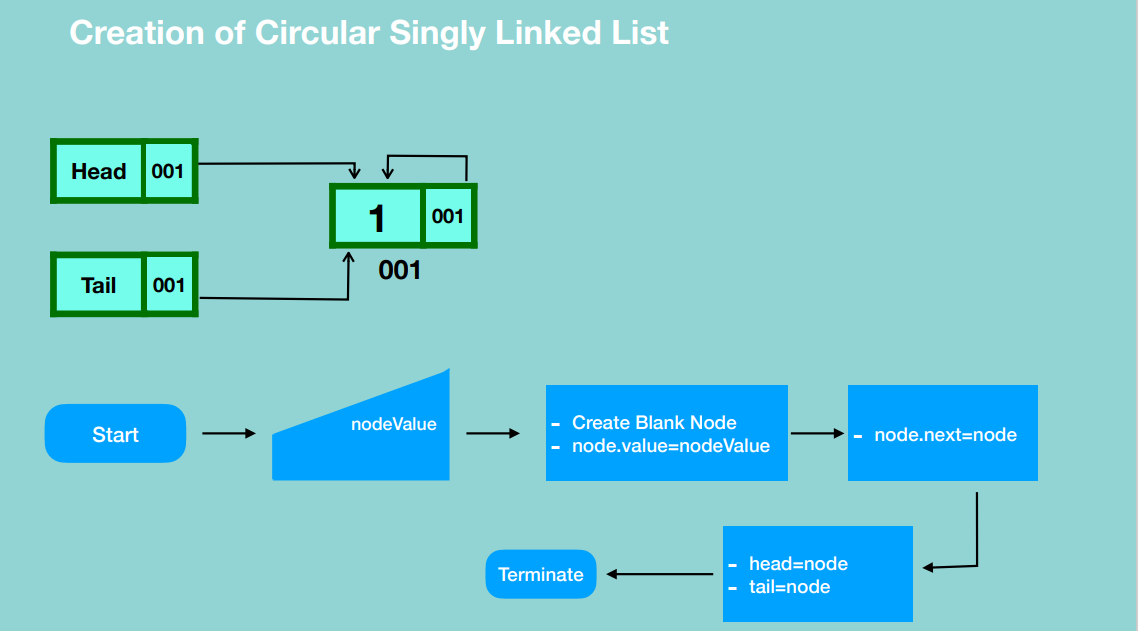 Creation of Circular Singly Linked List
Head 001
1 001
001
Tail 001
Start
nodeValue
- Create Blank Node
- node.value=nodeValue
- node.next=node
- head=node
- tail=node
Terminate